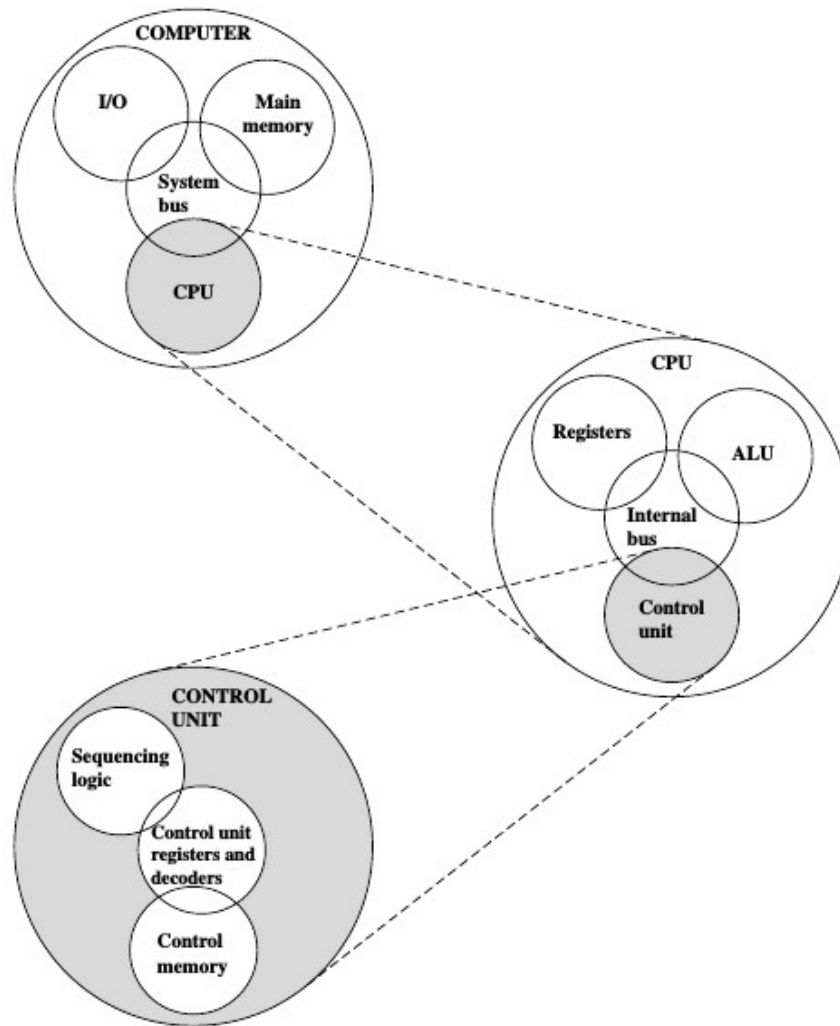 COMPUTER
I/O
Main
memory
System
bus
CPU
CPU
Registers
ALU
Internal
bus
Control
unit
CONTROL
UNIT
Sequencing
logic
Control unit
registers and
decoders
Control
memory